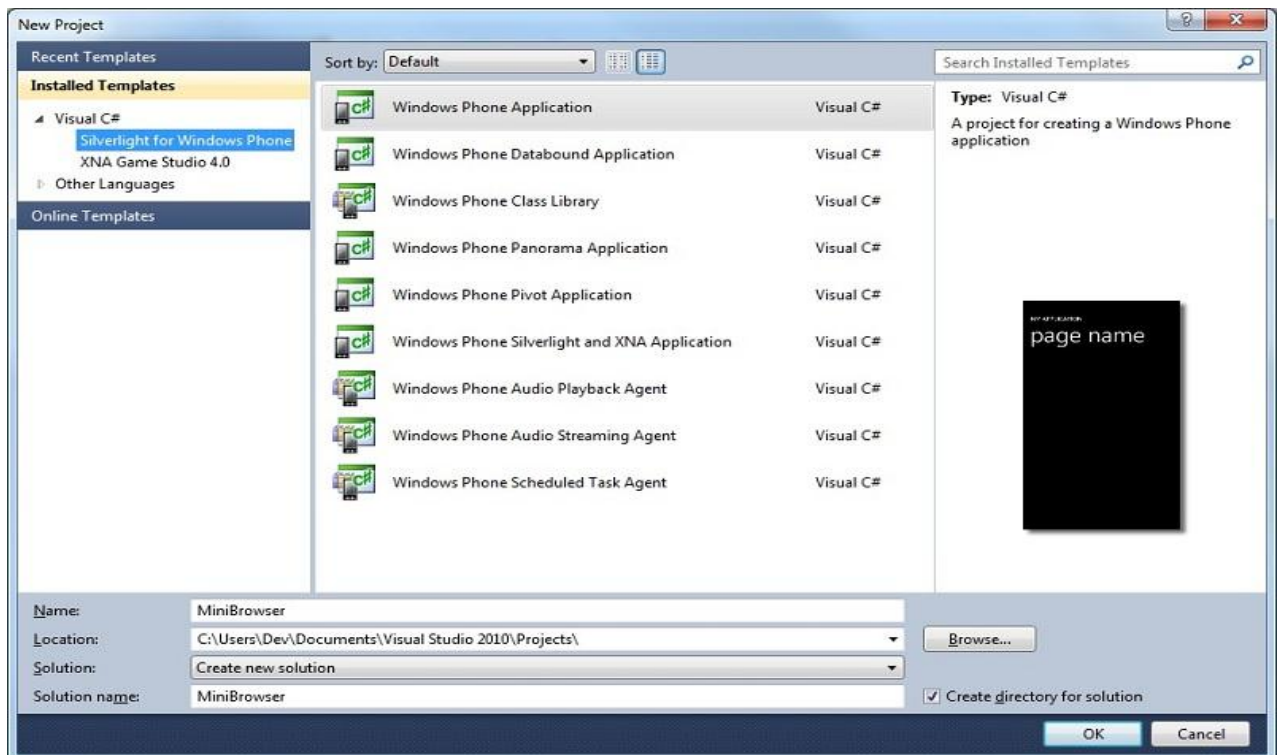 New Project
Recent Templates
Installed Templates
Visual C#
Silverlight for Windows Phone
XNA Game Studio 4.0
Other Languages
Online Templates
Sort by: Default
Windows Phone Application Visual C#
Windows Phone Databound Application Visual C#
Windows Phone Class Library Visual C#
Windows Phone Panorama Application Visual C#
Windows Phone Pivot Application Visual C#
Windows Phone Silverlight and XNA Application Visual C#
Windows Phone Audio Playback Agent Visual C#
Windows Phone Audio Streaming Agent Visual C#
Windows Phone Scheduled Task Agent Visual C#
Search Installed Templates
Type: Visual C#
A project for creating a Windows Phone
application
MY APPLICATION
page name
Name: MiniBrowser
Location: C:\Users\Dev\Documents\Visual Studio 2010\Projects\
Browse...
Solution: Create new solution
Solution name: MiniBrowser
Create directory for solution
OK Cancel